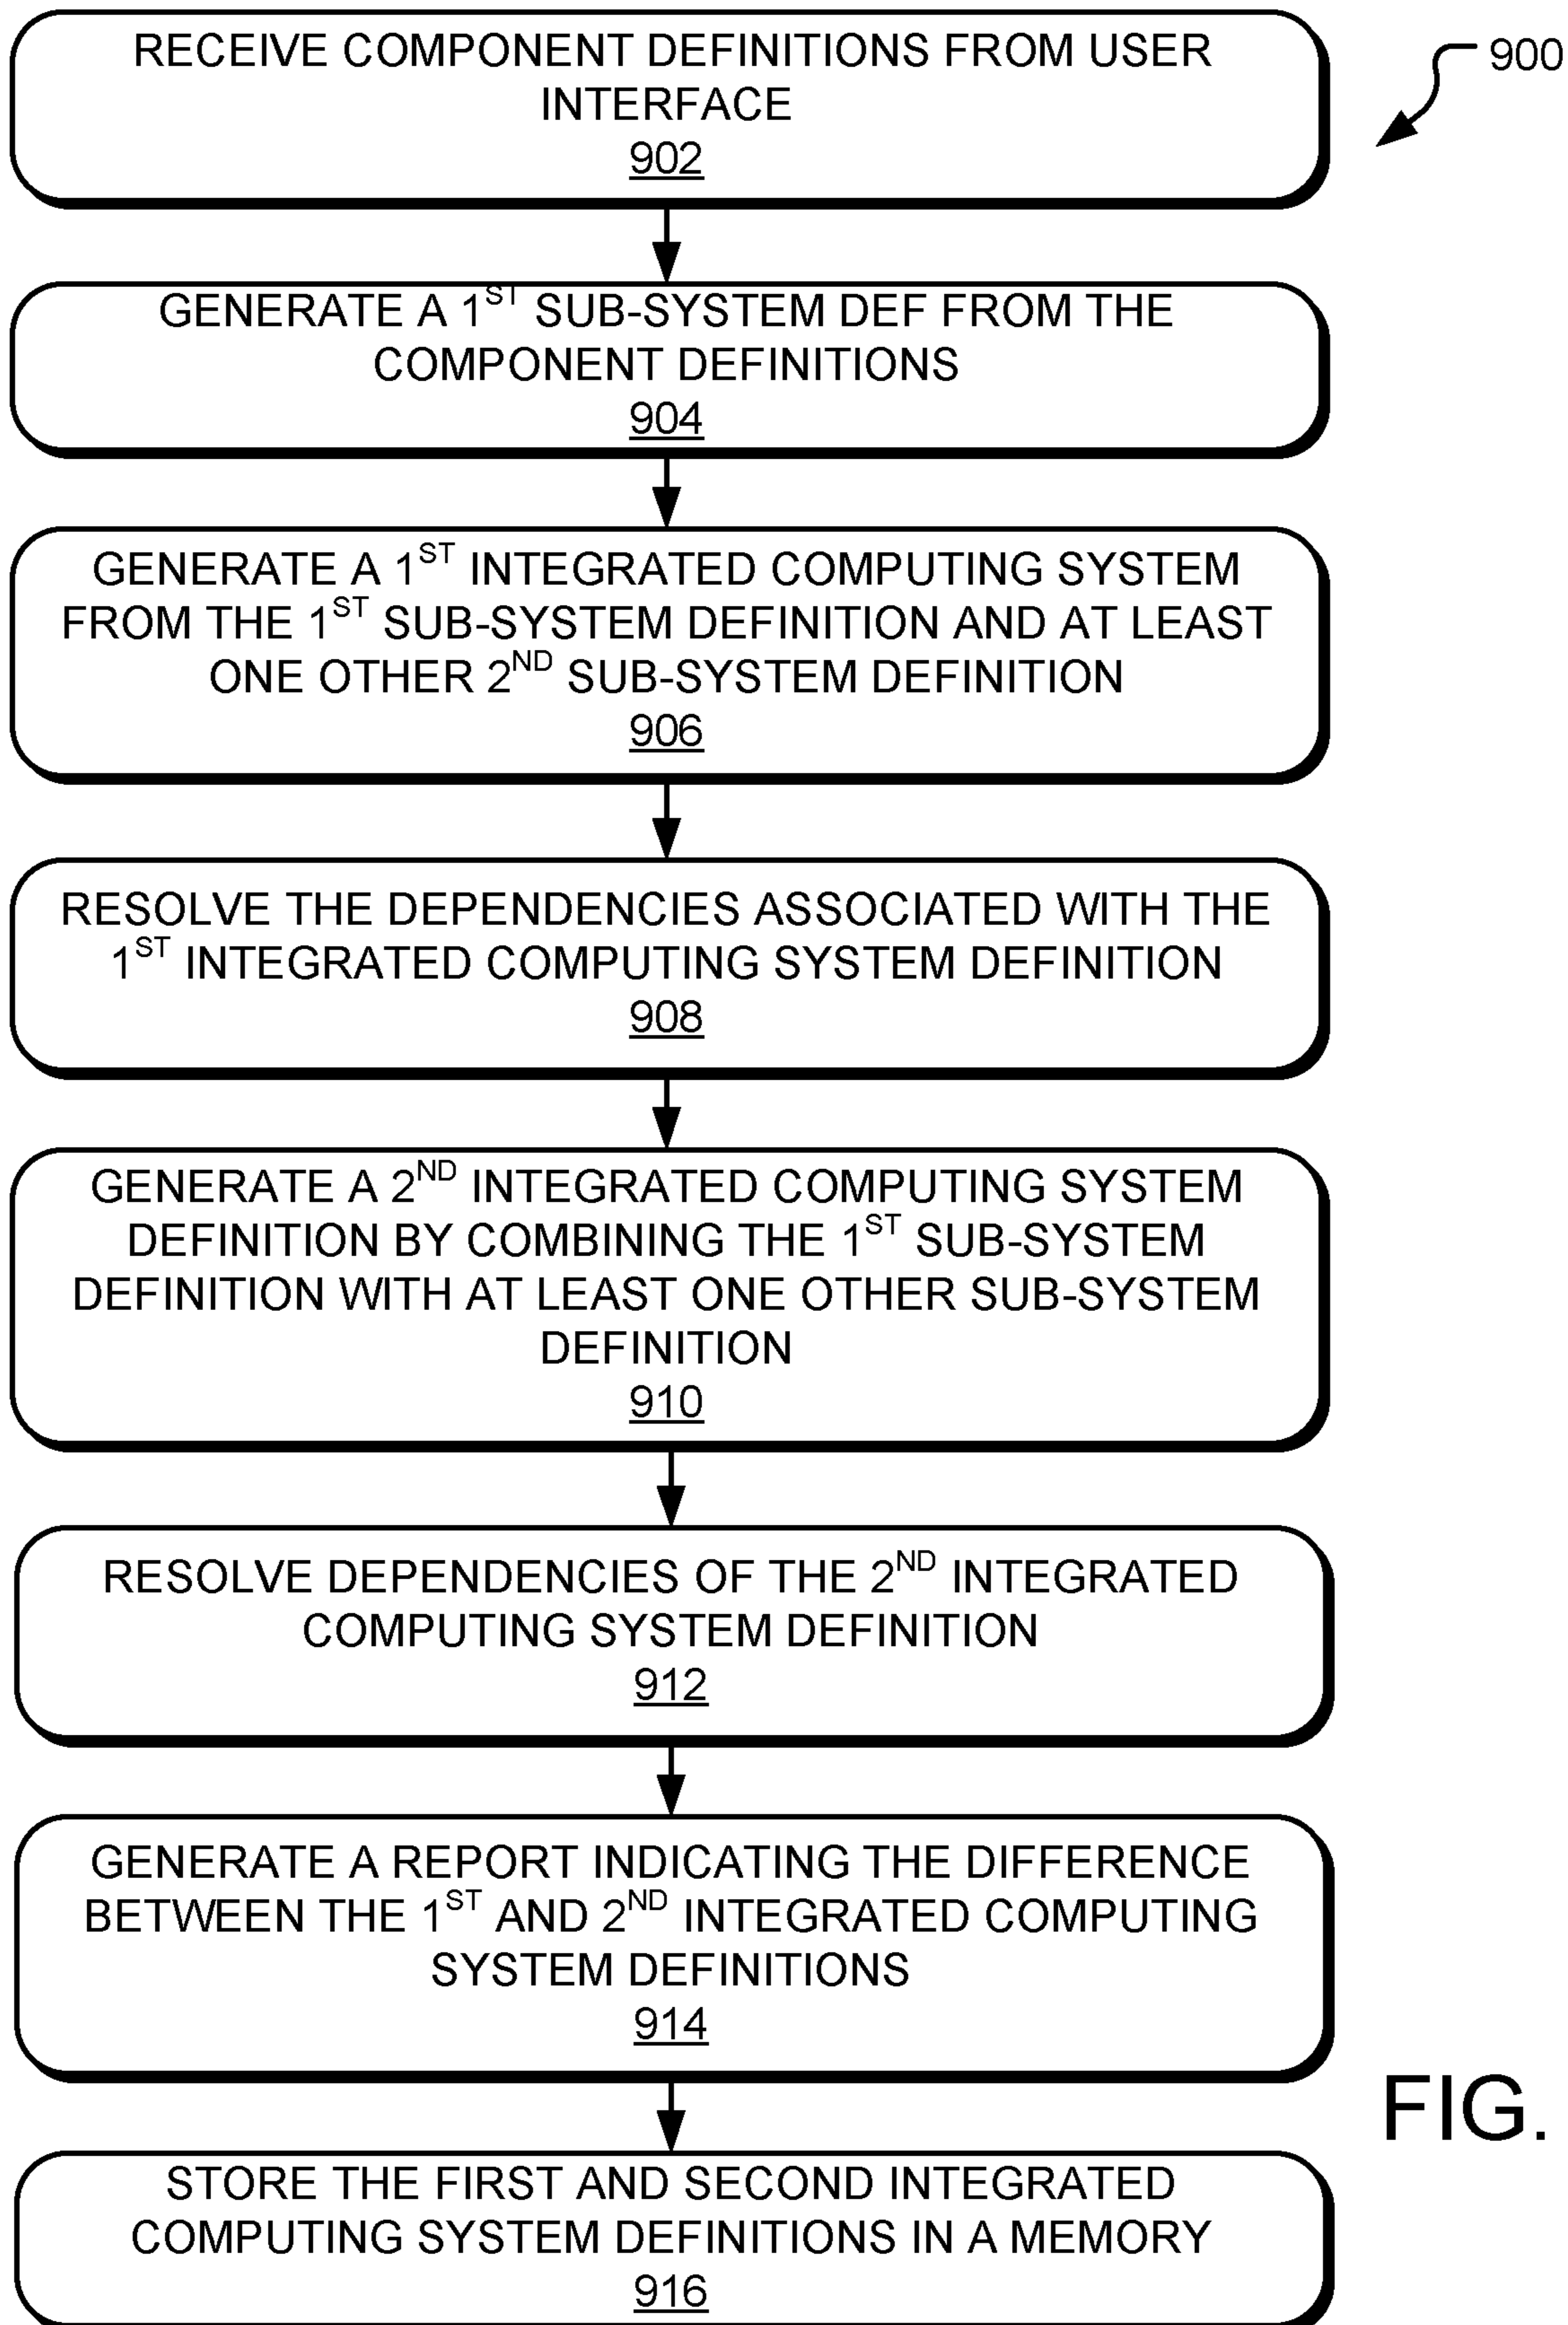 RECEIVE COMPONENT DEFINITIONS FROM USER
INTERFACE
902
900
GENERATE A 1ST SUB-SYSTEM DEF FROM THE
COMPONENT DEFINITIONS
904
GENERATE A 1ST INTEGRATED COMPUTING SYSTEM
FROM THE 1ST SUB-SYSTEM DEFINITION AND AT LEAST
ONE OTHER 2ND SUB-SYSTEM DEFINITION
906
RESOLVE THE DEPENDENCIES ASSOCIATED WITH THE
1ST INTEGRATED COMPUTING SYSTEM DEFINITION
908
GENERATE A 2ND INTEGRATED COMPUTING SYSTEM
DEFINITION BY COMBINING THE 1ST SUB-SYSTEM
DEFINITION WITH AT LEAST ONE OTHER SUB-SYSTEM
DEFINITION
910
RESOLVE DEPENDENCIES OF THE 2ND INTEGRATED
COMPUTING SYSTEM DEFINITION
912
GENERATE A REPORT INDICATING THE DIFFERENCE
BETWEEN THE 1ST AND 2ND INTEGRATED COMPUTING
SYSTEM DEFINITIONS
914
FIG.
STORE THE FIRST AND SECOND INTEGRATED
COMPUTING SYSTEM DEFINITIONS IN A MEMORY
916